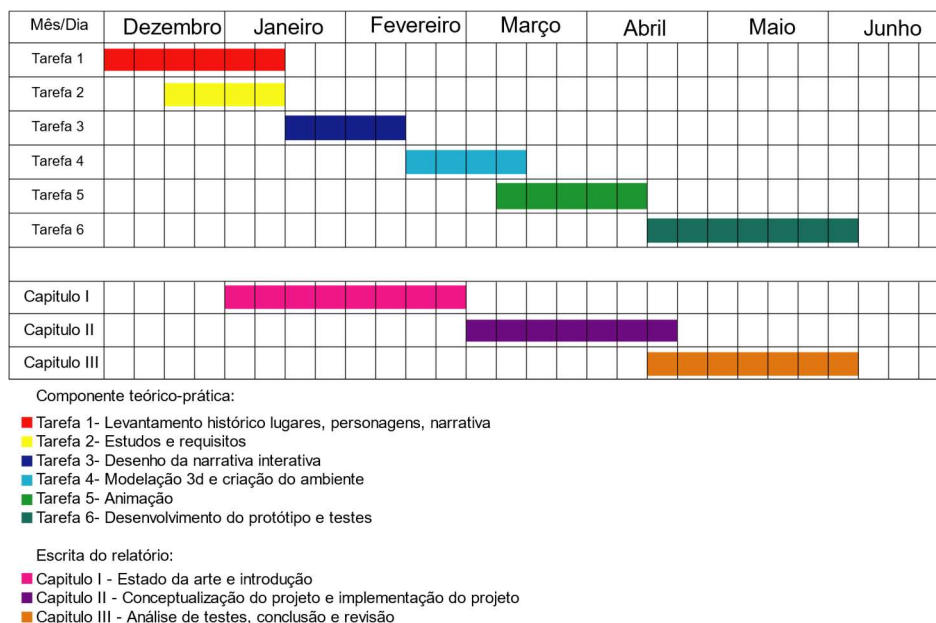 Mês/Dia Dezembro Janeiro Fevereiro Março Abril Maio Junho
Tarefa 1
Tarefa 2
Tarefa 3
Tarefa 4
Tarefa 5
Tarefa 6
Capitulo I
Capitulo II
Capitulo III
Componente teórico-prática:
Tarefa 1- Levantamento histórico lugares, personagens, narrativa
Tarefa 2- Estudos e requisitos
Tarefa 3- Desenho da narrativa interativa
Tarefa 4- Modelação 3d e criação do ambiente
Tarefa 5- Animação
Tarefa 6- Desenvolvimento do protótipo e testes
Escrita do relatório:
Capitulo I - Estado da arte e introdução
Capitulo II - Conceptualização do projeto e implementação do projeto
Capitulo III - Análise de testes, conclusão e revisão